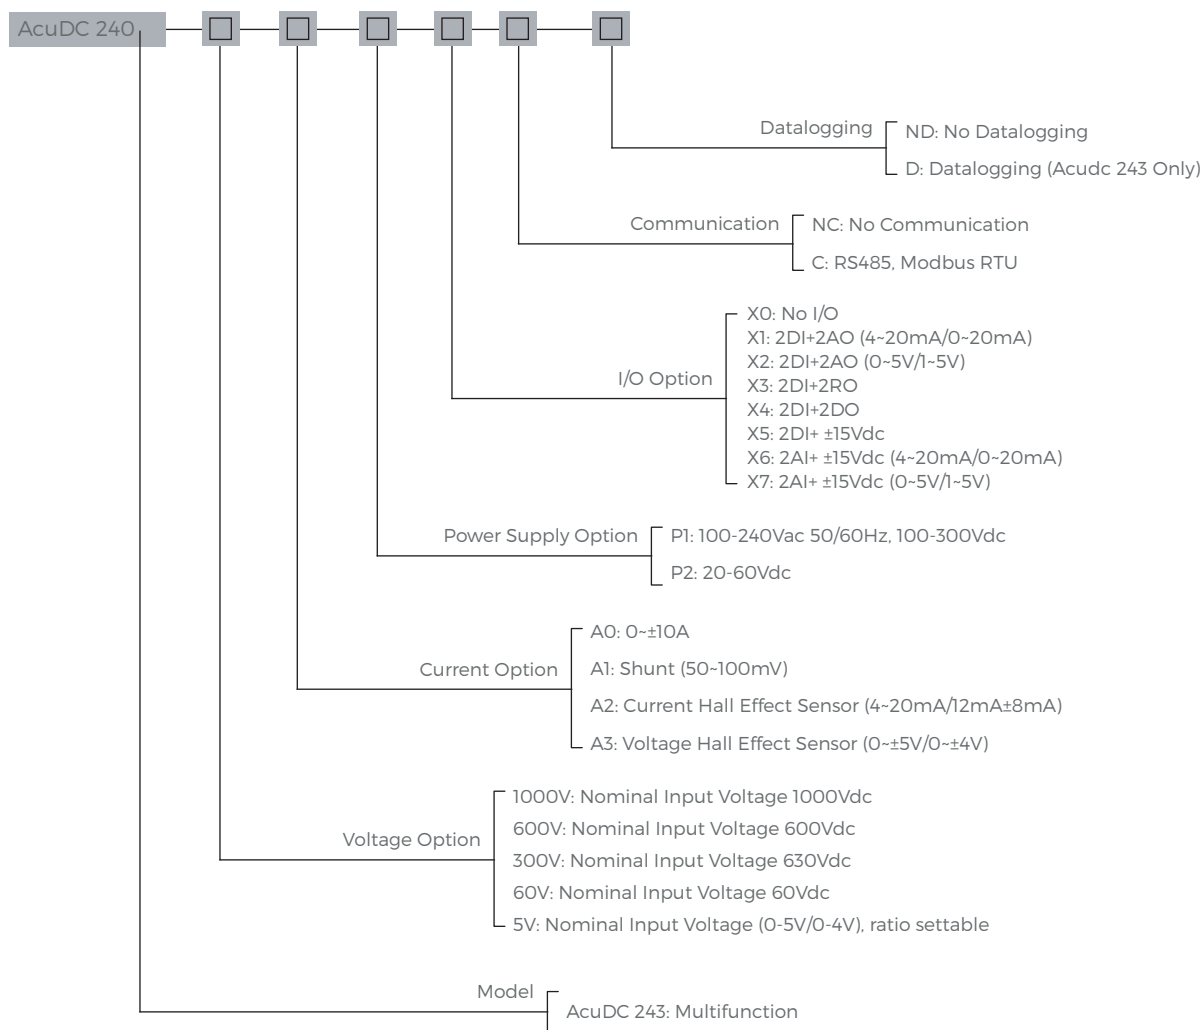 AcuDC 240
Datalogging
ND: No Datalogging
D: Datalogging (Acudc 243 Only)
Communication
NC: No Communication
C: RS485, Modbus RTU
I/O Option
X0: No I/O
X1: 2DI+2AO (4~20mA/0~20mA)
X2: 2DI+2AO (0~5V/1~5V)
X3: 2DI+2RO
X4: 2DI+2DO
X5: 2DI+ ±15Vdc
X6: 2AI+ ±15Vdc (4~20mA/0~20mA)
X7: 2AI+ ±15Vdc (0~5V/1~5V)
Power Supply Option
P1: 100-240Vac 50/60Hz, 100-300Vdc
P2: 20-60Vdc
Current Option
A0: 0~±10A
A1: Shunt (50~100mV)
A2: Current Hall Effect Sensor (4~20mA/12mA±8mA)
A3: Voltage Hall Effect Sensor (0~±5V/0~±4V)
Voltage Option
1000V: Nominal Input Voltage 1000Vdc
600V: Nominal Input Voltage 600Vdc
300V: Nominal Input Voltage 630Vdc
60V: Nominal Input Voltage 60Vdc
5V: Nominal Input Voltage (0-5V/0-4V), ratio settable
Model
AcuDC 243: Multifunction